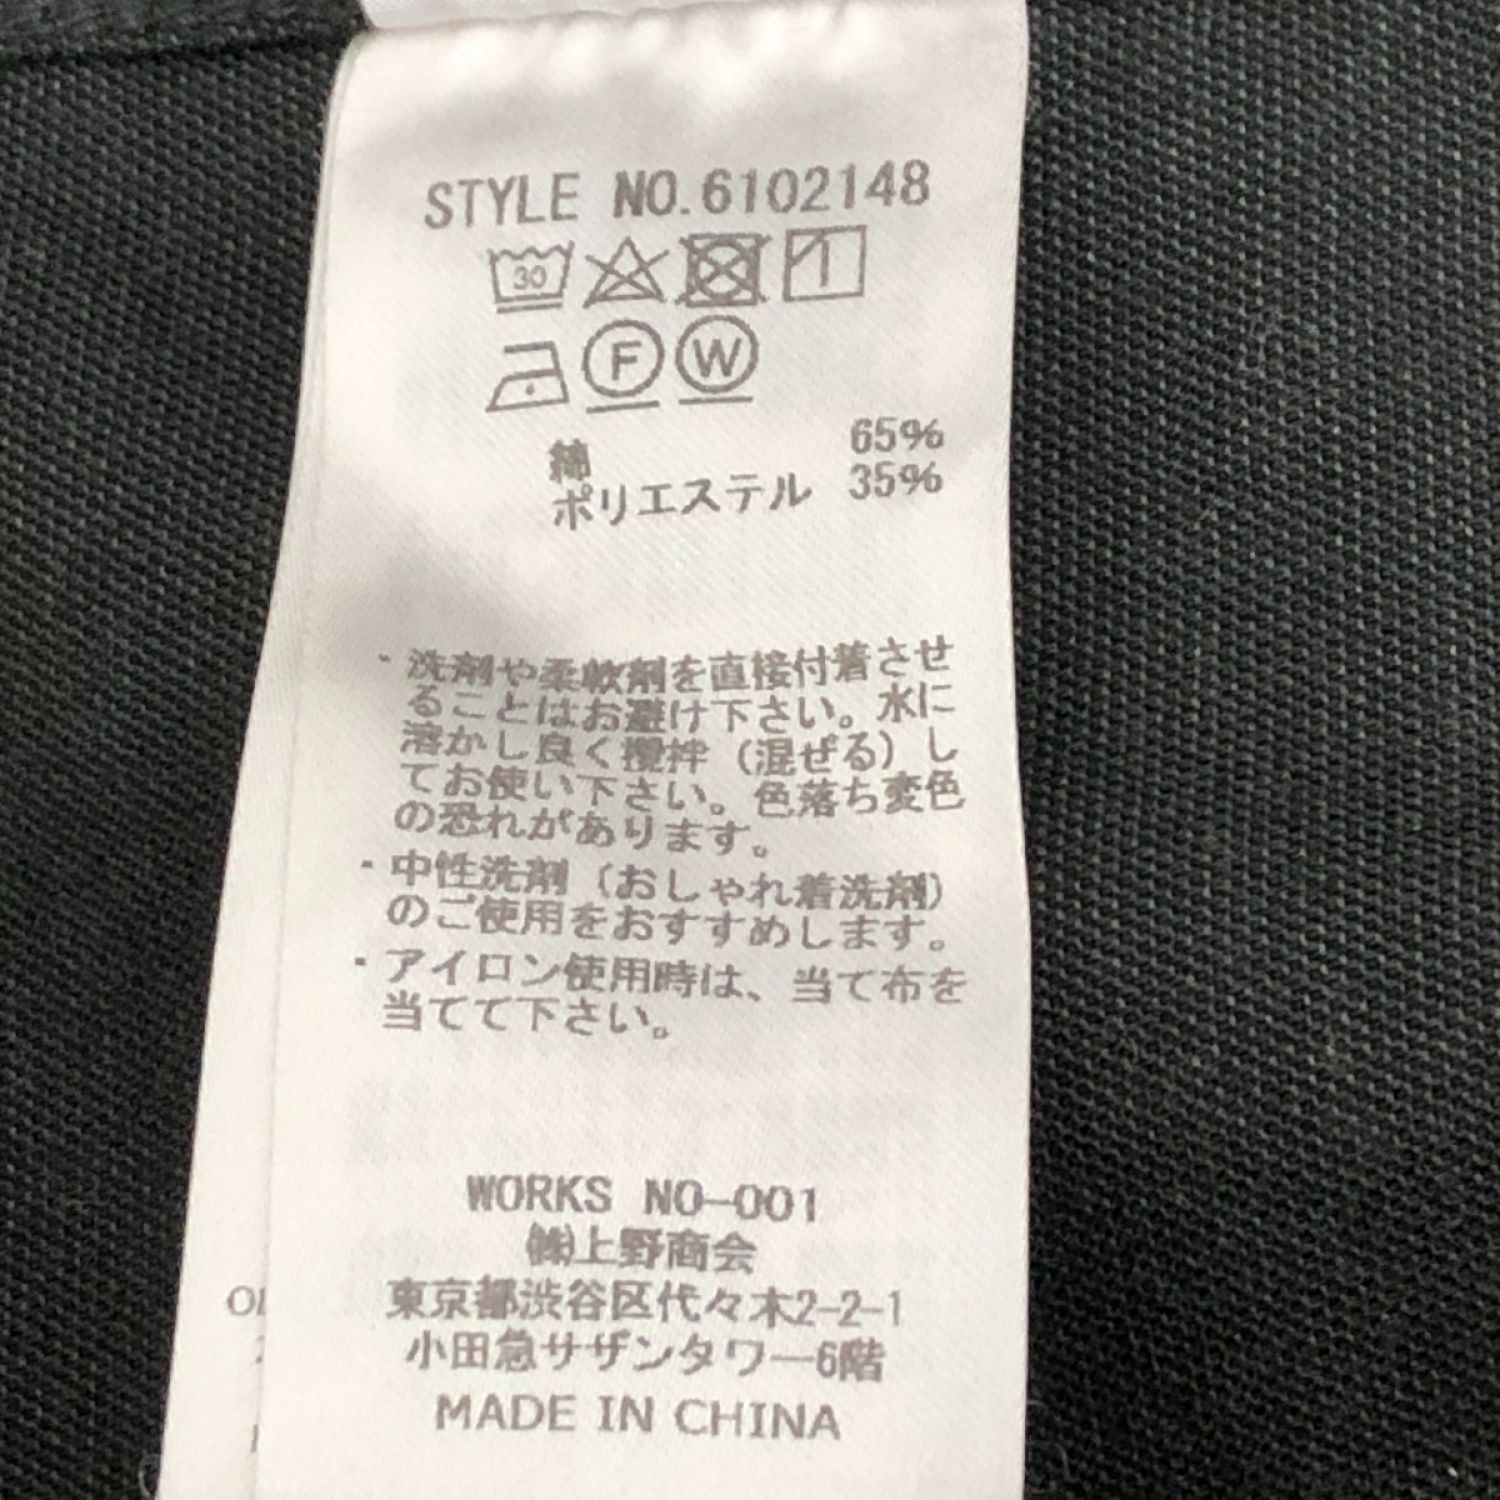 STYLE NO.6102148
30
F W
綿 65%
ポリエステル 35%
・洗剤や柔軟剤を直接付着させ
ることはお避け下さい。水に
溶かし良く攪拌（混ぜる）し
てお使い下さい。色落ち変色
の恐れがあります。
・中性洗剤（おしゃれ着洗剤）
のご使用をおすすめします。
・アイロン使用時は、当て布を
当てて下さい。
WORKS NO-001
㈱上野商会
東京都渋谷区代々木2-2-1
小田急サザンタワー6階
MADE IN CHINA